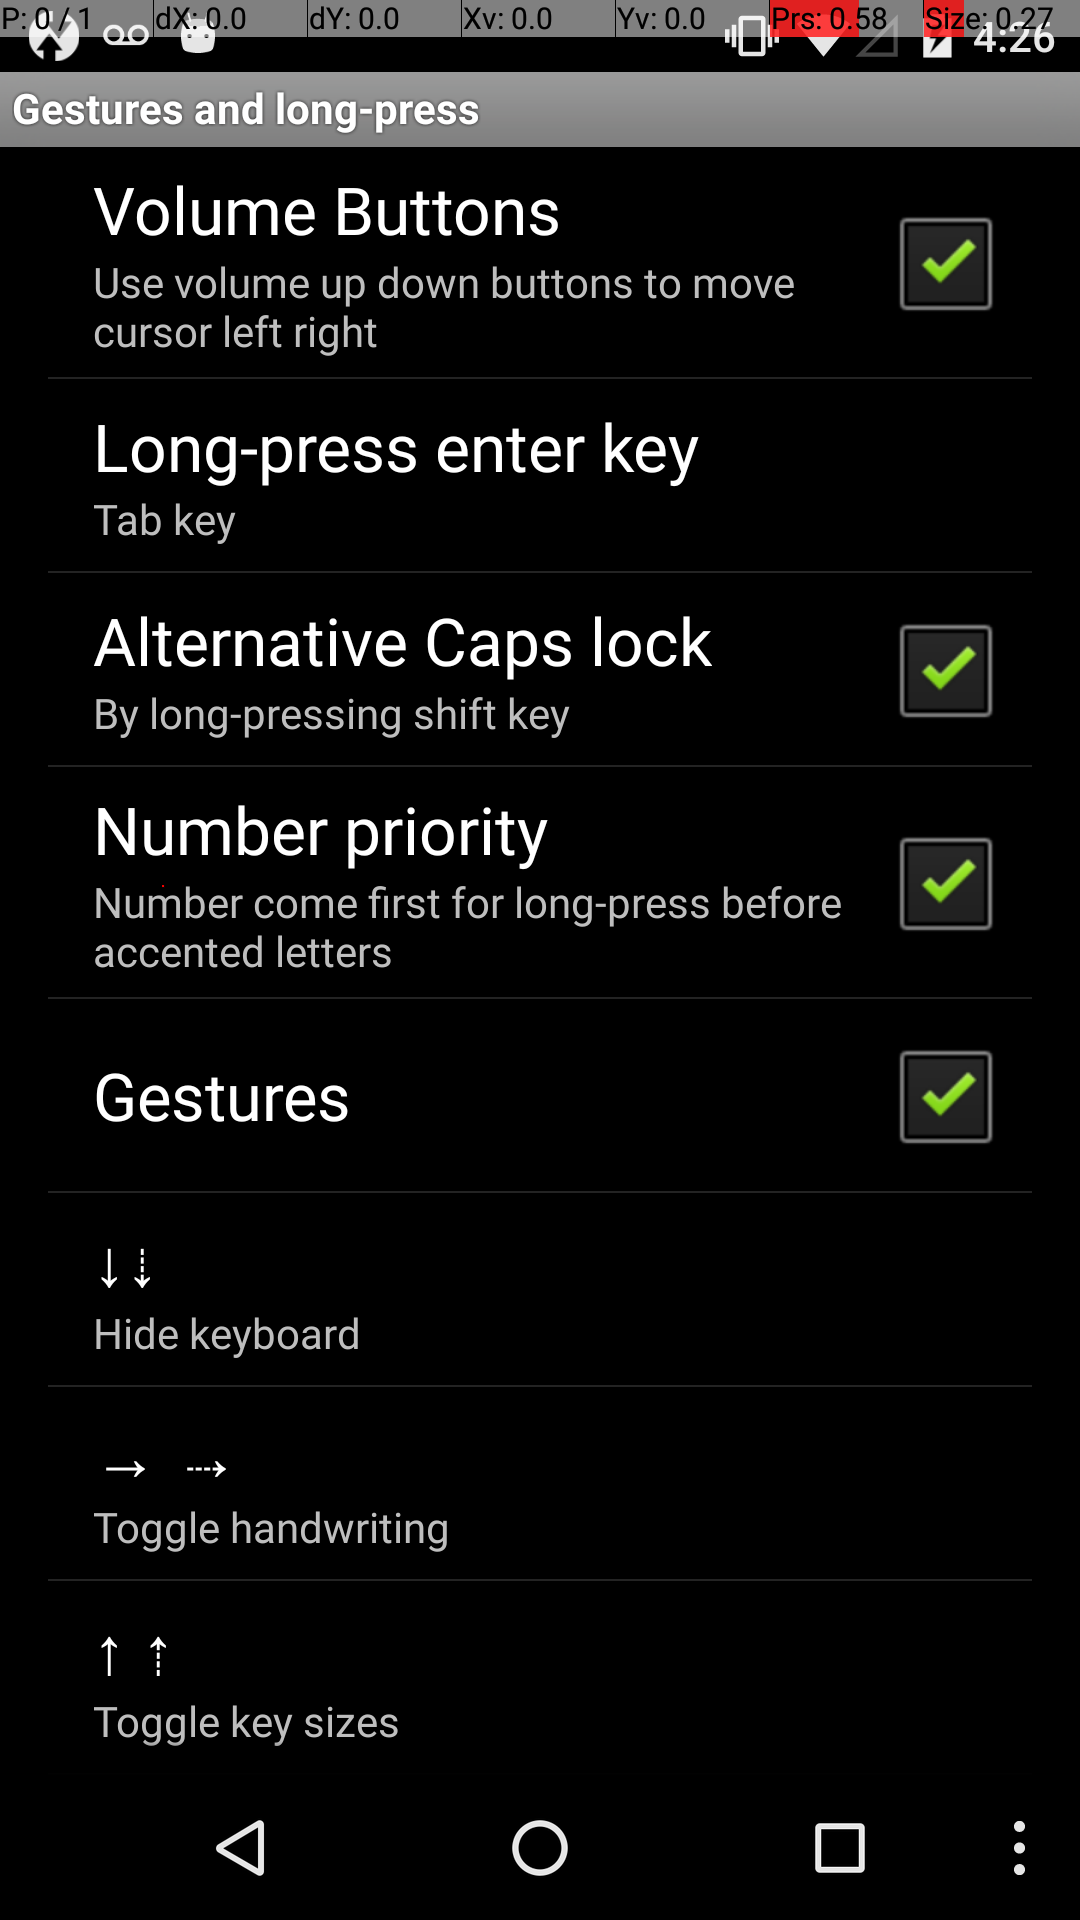 P: 0 / 1 dX: 0.0 dY: 0.0 Xv: 0.0 Yv: 0.0 Prs: 0.58 Size: 0.27
4:26
Gestures and long-press
Volume Buttons
Use volume up down buttons to move
cursor left right
Long-press enter key
Tab key
Alternative Caps lock
By long-pressing shift key
Number priority
Number come first for long-press before
accented letters
Gestures
↓⇣
Hide keyboard
→ ⇢
Toggle handwriting
↑ ⇡
Toggle key sizes